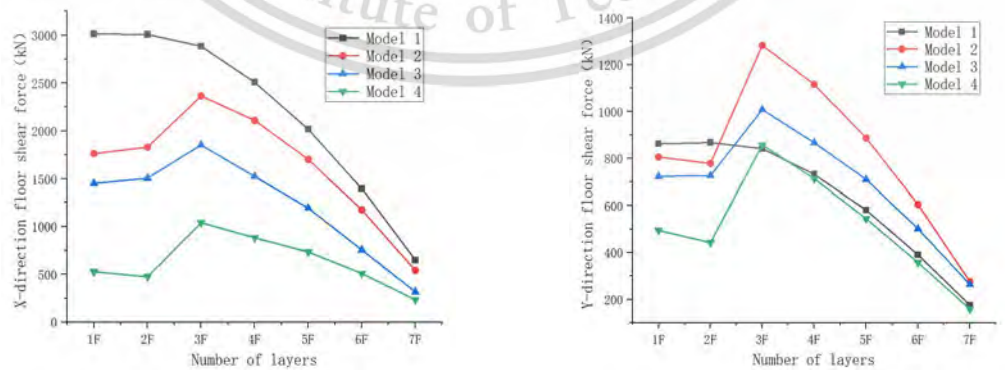 itute of Te
X-direction floor shear force (kN)
3000
2500
2000
1500
1000
500
0
1F 2F 3F 4F 5F 6F 7F
Number of layers
Model 1
Model 2
Model 3
Model 4
Y-direction floor shear force (kN)
1400
1200
1000
800
600
400
200
1F 2F 3F 4F 5F 6F 7F
Number of layers
Model 1
Model 2
Model 3
Model 4